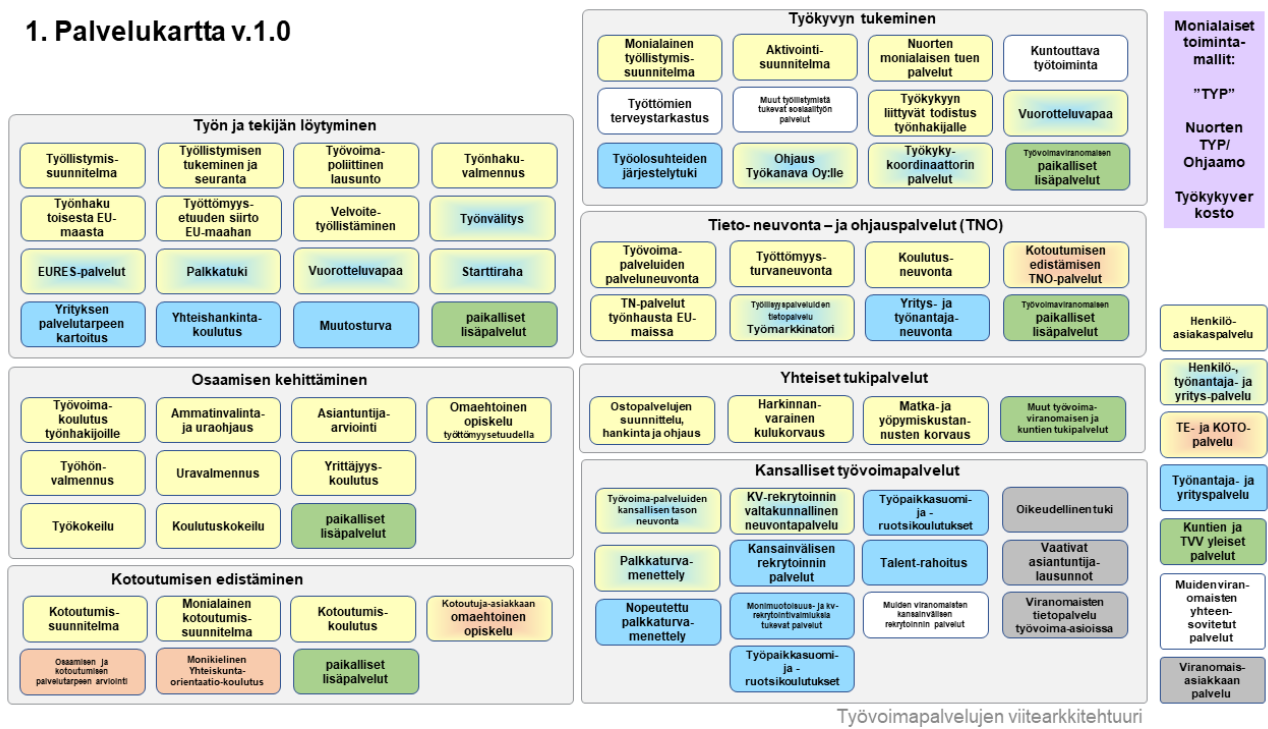 1. Palvelukartta v.1.0
Työn ja tekijän löytyminen
Työllistymis-
suunnitelma
Työllistymisen
tukeminen ja
seuranta
Työvoima-
poliittinen
lausunto
Työnhaku-
valmennus
Työnhaku
toisesta EU-
maasta
Työttömyys-
etuuden siirto
EU-maahan
Velvoite-
työllistäminen
Työnvälitys
EURES-palvelut
Palkkatuki
Vuorotteluvapaa
Starttiraha
Yrityksen
palvelutarpeen
kartoitus
Yhteishankinta-
koulutus
Muutosturva
paikalliset
lisäpalvelut
Osaamisen kehittäminen
Työvoima-
koulutus
työnhakijoille
Ammatinvalinta-
ja uraohjaus
Asiantuntija-
arviointi
Omaehtoinen
opiskelu
työttömyysetuudella
Työhön-
valmennus
Uravalmennus
Yrittäjyys-
koulutus
Työkokeilu
Koulutuskokeilu
paikalliset
lisäpalvelut
Kotoutumisen edistäminen
Kotoutumis-
suunnitelma
Monialainen
kotoutumis-
suunnitelma
Kotoutumis-
koulutus
Kotoutuja-asiakkaan
omaehtoinen
opiskelu
Osaamisen ja
kotoutumisen
palvelutarpeen arviointi
Monikielinen
Yhteiskunta-
orientaatio-koulutus
paikalliset
lisäpalvelut
Työkyvyn tukeminen
Monialainen
työllistymis-
suunnitelma
Aktivointi-
suunnitelma
Nuorten
monialaisen tuen
palvelut
Kuntouttava
työtoiminta
Työttömien
terveystarkastus
Muut työllistymistä
tukevat sosiaalityön
palvelut
Työkykyyn
liittyvät todistus
työnhakijalle
Vuorotteluvapaa
Työolosuhteiden
järjestelytuki
Ohjaus
Työkanava Oy:lle
Työkyky-
koordinaattorin
palvelut
Työvoimaviranomaisen
paikalliset
lisäpalvelut
Tieto- neuvonta – ja ohjauspalvelut (TNO)
Työvoima-
palveluiden
palveluneuvonta
Työttömyys-
turvaneuvonta
Koulutus-
neuvonta
Kotoutumisen
edistämisen
TNO-palvelut
TN-palvelut
työnhausta EU-
maissa
Työllisyyspalveluiden
tietopalvelu
Työmarkkinatori
Yritys- ja
työnantaja-
neuvonta
Työvoimaviranomaisen
paikalliset
lisäpalvelut
Yhteiset tukipalvelut
Ostopalvelujen
suunnittelu,
hankinta ja ohjaus
Harkinnan-
varainen
kulukorvaus
Matka- ja
yöpymiskustan-
nusten korvaus
Muut työvoima-
viranomaisen ja
kuntien tukipalvelut
Kansalliset työvoimapalvelut
Työvoima-palveluiden
kansallisen tason
neuvonta
KV-rekrytoinnin
valtakunnallinen
neuvontapalvelu
Työpaikkasuomi-
ja -
ruotsikoulutukset
Oikeudellinen tuki
Palkkaturva-
menettely
Kansainvälisen
rekrytoinnin
palvelut
Talent-rahoitus
Vaativat
asiantuntija-
lausunnot
Nopeutettu
palkkaturva-
menettely
Monimuotoisuus- ja kv-
rekrytointivalmiuksia
tukevat palvelut
Muiden viranomaisten
kansainvälisen
rekrytoinnin palvelut
Viranomaisten
tietopalvelu
työvoima-asioissa
Työpaikkasuomi-
ja -
ruotsikoulutukset
Monialaiset
toiminta-
mallit:
”TYP”
Nuorten
TYP/
Ohjaamo
Työkykyver
kosto
Henkilö-
asiakaspalvelu
Henkilö-,
työnantaja- ja
yritys-palvelu
TE- ja KOTO-
palvelu
Työnantaja- ja
yrityspalvelu
Kuntien ja
TVV yleiset
palvelut
Muiden viran-
omaisten
yhteen-
sovitetut
palvelut
Viranomais-
asiakkaan
palvelu
Työvoimapalvelujen viitearkkitehtuuri